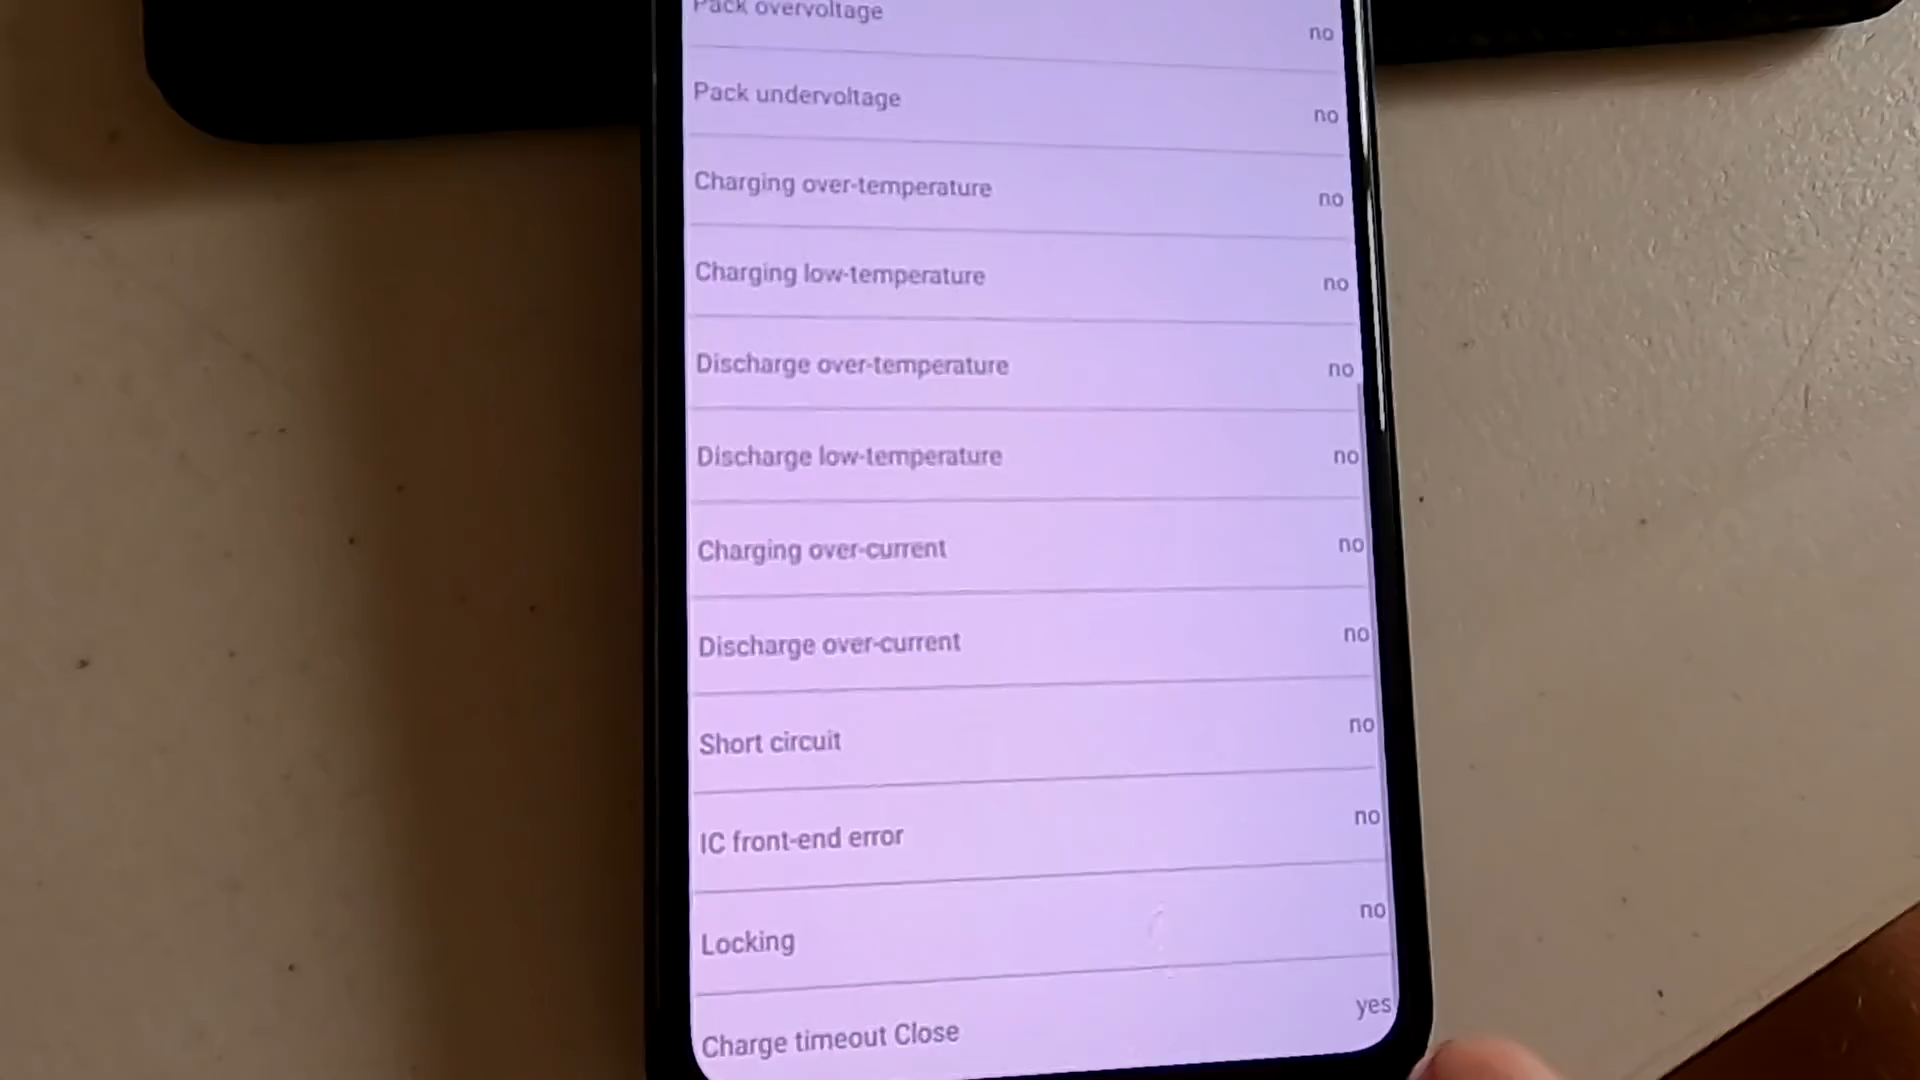 Pack overvoltage no
Pack undervoltage no
Charging over-temperature no
Charging low-temperature no
Discharge over-temperature no
Discharge low-temperature no
Charging over-current no
Discharge over-current no
Short circuit no
IC front-end error no
Locking no
Charge timeout Close yes